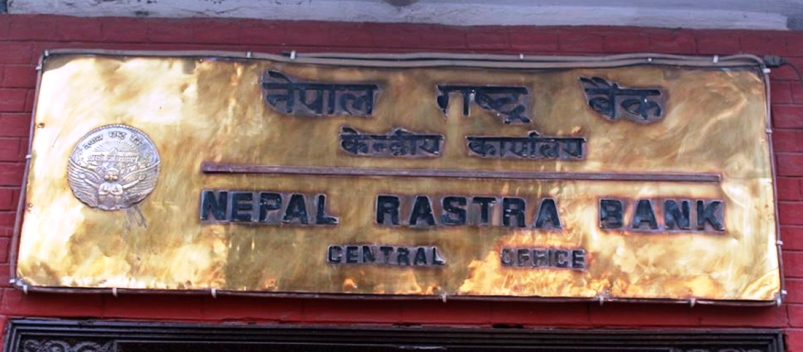 नेपाल राष्ट्र बैंक
केन्द्रीय कार्यालय
NEPAL RASTRA BANK
CENTRAL OFFICE